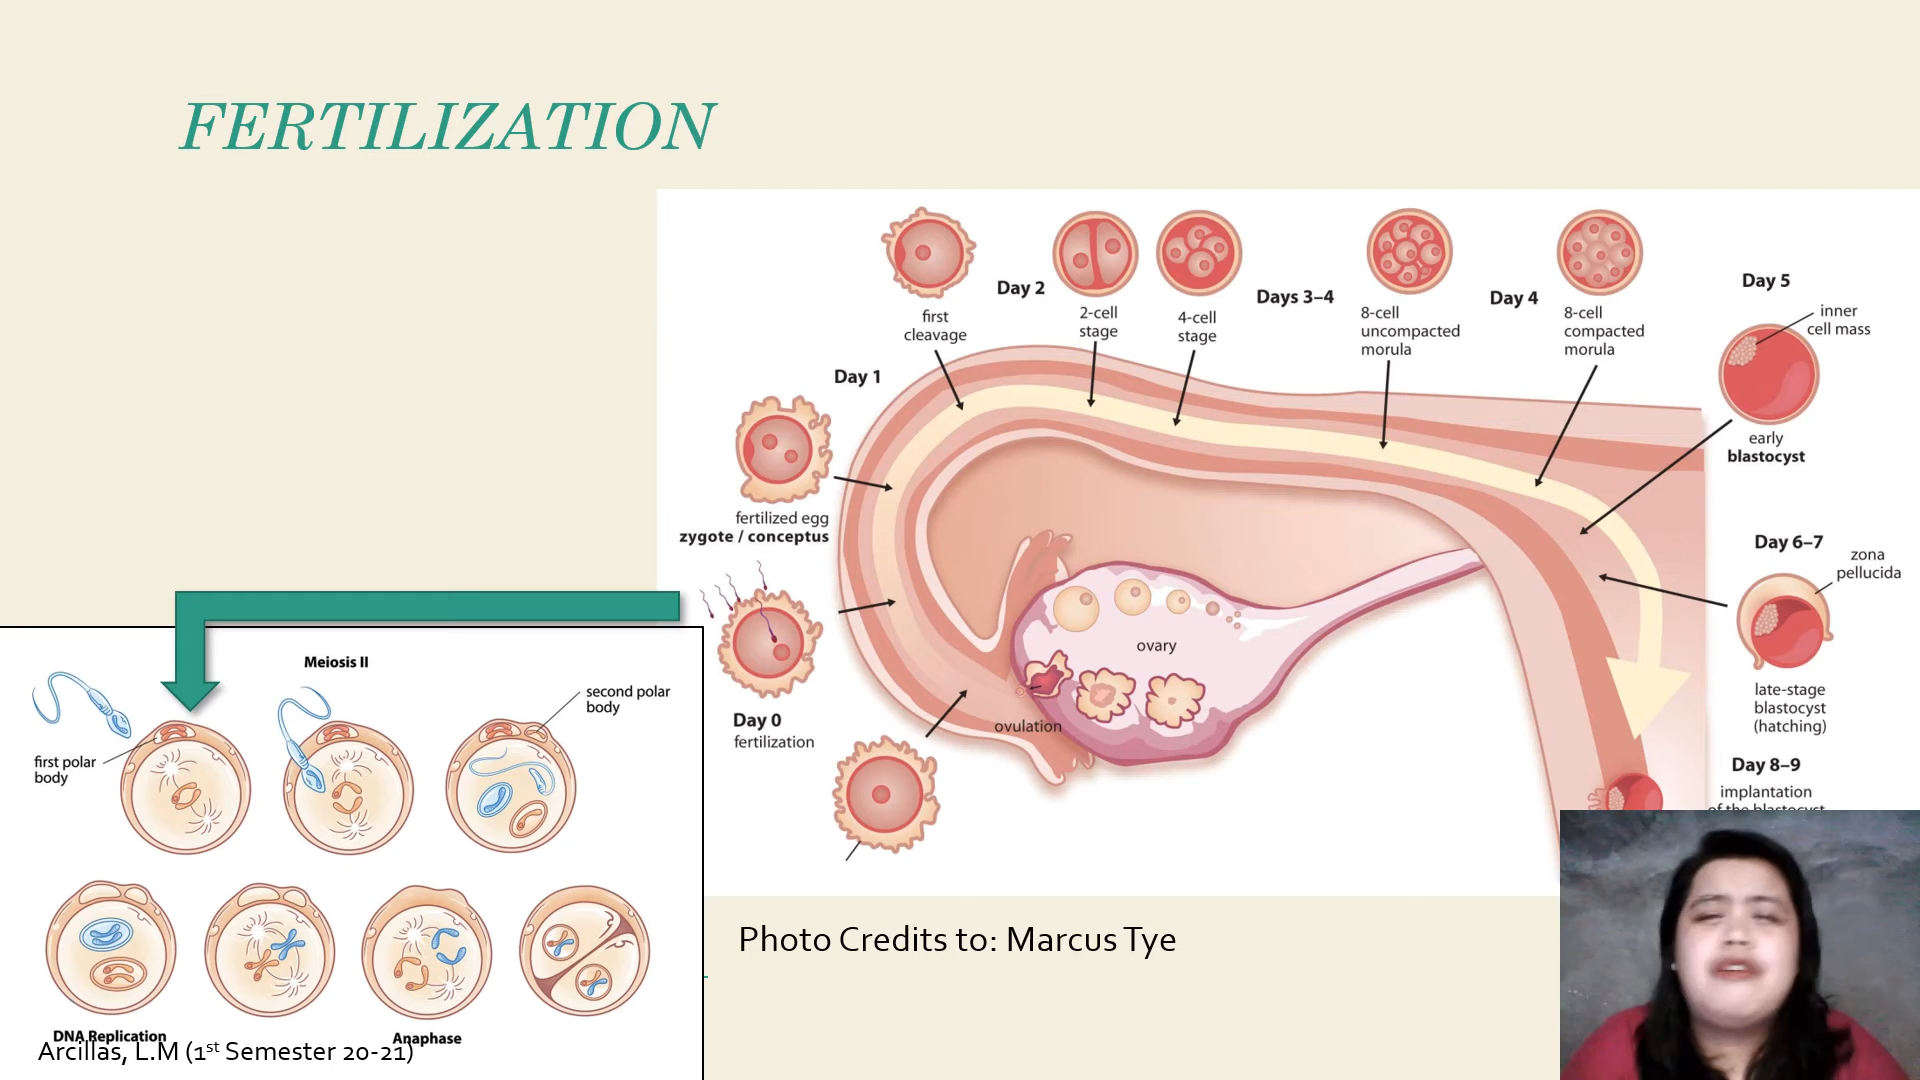 FERTILIZATION
Day 2
Days 3–4
Day 4
Day 5
first
cleavage
2-cell
stage
4-cell
stage
8-cell
uncompacted
morula
8-cell
compacted
morula
inner
cell mass
Day 1
early
blastocyst
fertilized egg
zygote / conceptus
Day 6–7
zona
pellucida
ovary
late-stage
blastocyst
(hatching)
Day 0
fertilization
ovulation
Day 8–9
implantation
of the blastocyst
Meiosis II
second polar
body
first polar
body
DNA Replication
Anaphase
Photo Credits to: Marcus Tye
Arcillas, L.M (1st Semester 20-21)